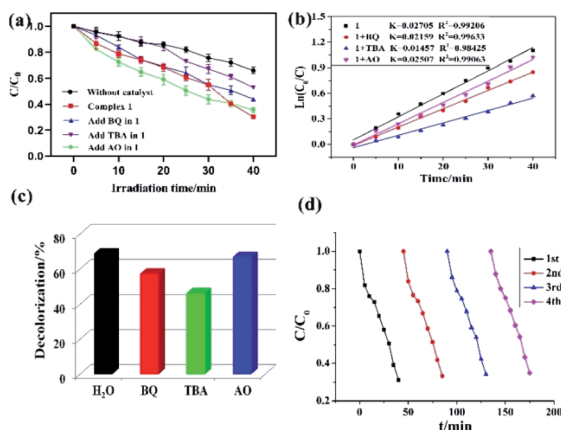 (a)
C/C0
1.0
0.8
0.6
0.4
0.2
0.0
Without catalyst
Complex 1
Add BQ in 1
Add TBA in 1
Add AO in 1
0 10 20 30 40
Irradiation time/min
(b)
Ln(C0/C)
1.5
1.2
0.9
0.6
0.3
0.0
1 K=0.02705 R²=0.99206
1+BQ K=0.02159 R²=0.99633
1+TBA K=0.01457 R²=0.98425
1+AO K=0.02507 R²=0.99063
0 10 20 30 40
Time/min
(c)
Decolorization/%
80
60
40
20
0
H2O BQ TBA AO
(d)
C/C0
1.0
0.8
0.6
0.4
0.2
1st
2nd
3rd
4th
0 50 100 150 200
t/min